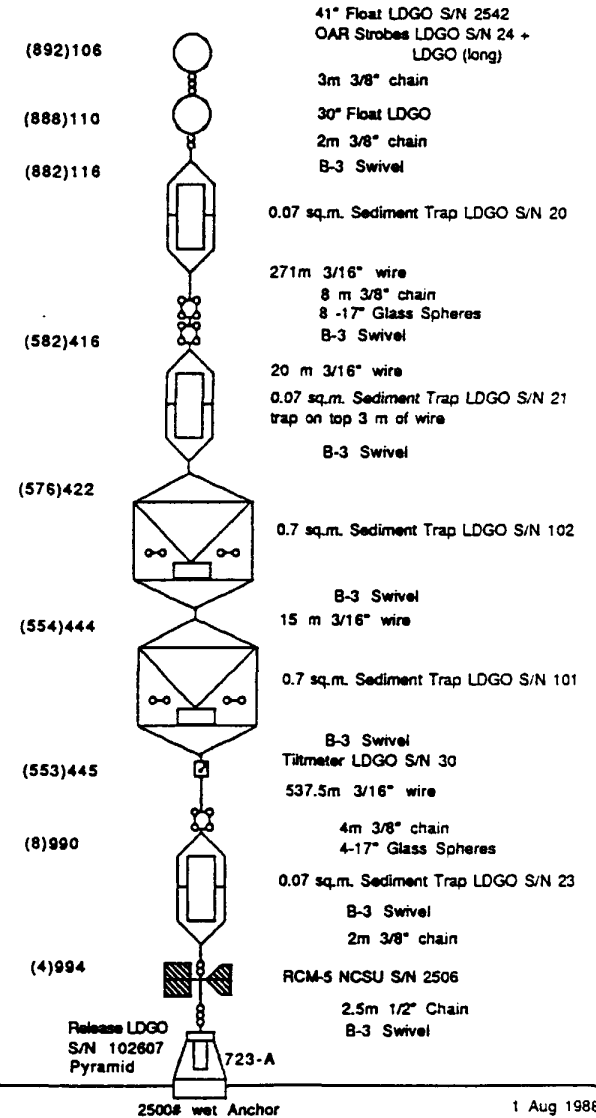 41" Float LDGO S/N 2542
OAR Strobes LDGO S/N 24 +
LDGO (long)
(892)106
3m 3/8" chain
(888)110
30" Float LDGO
2m 3/8" chain
(882)116
B-3 Swivel
0.07 sq.m. Sediment Trap LDGO S/N 20
271m 3/16" wire
8 m 3/8" chain
8 -17" Glass Spheres
(582)416
B-3 Swivel
20 m 3/16" wire
0.07 sq.m. Sediment Trap LDGO S/N 21
trap on top 3 m of wire
B-3 Swivel
(576)422
0.7 sq.m. Sediment Trap LDGO S/N 102
B-3 Swivel
(554)444
15 m 3/16" wire
0.7 sq.m. Sediment Trap LDGO S/N 101
B-3 Swivel
Tiltmeter LDGO S/N 30
(553)445
537.5m 3/16" wire
4m 3/8" chain
(8)990
4-17" Glass Spheres
0.07 sq.m. Sediment Trap LDGO S/N 23
B-3 Swivel
2m 3/8" chain
(4)994
RCM-5 NCSU S/N 2506
2.5m 1/2" Chain
B-3 Swivel
Release LDGO
S/N 102607
Pyramid
723-A
2500# wet Anchor
1 Aug 1988